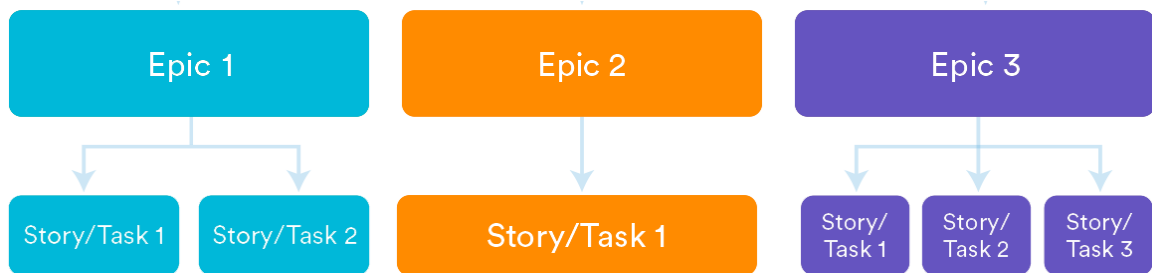 Epic 1
Epic 2
Epic 3
Story/Task 1
Story/Task 2
Story/Task 1
Story/
Task 1
Story/
Task 2
Story/
Task 3